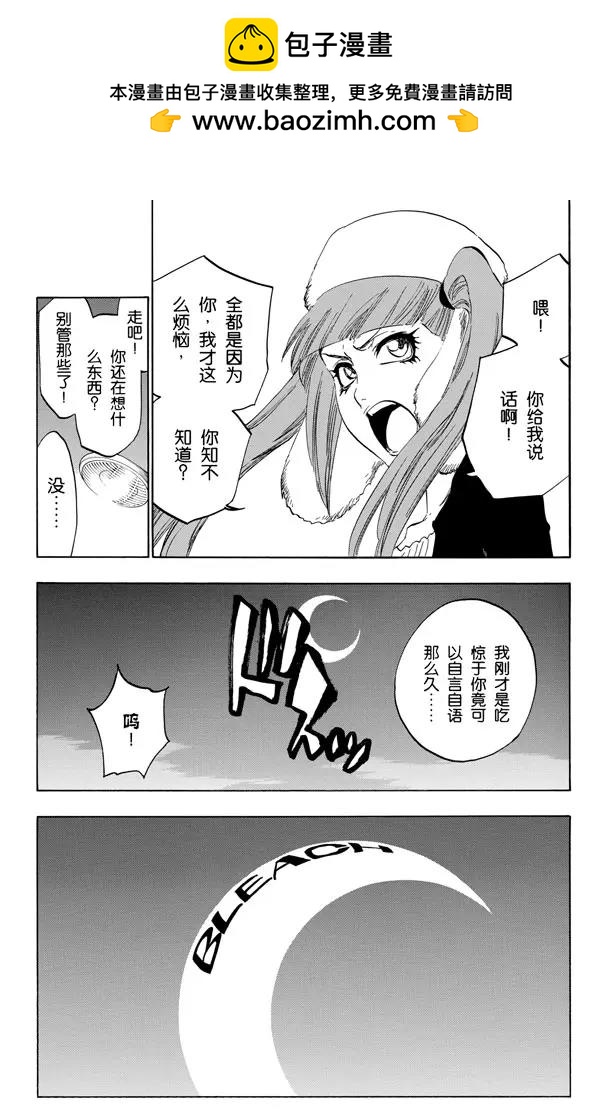 包子漫畫
本漫畫由包子漫畫收集整理，更多免費漫畫請訪問
👉 www.baozimh.com 👈
喂！
你给我说
话啊！
全都是因为
你，我才这
么烦恼，
你知不
知道？
走吧！
你还在想什
么东西？
别管那些了！
没……
我刚才是吃
惊于你竟可
以自言自语
那么久……
ドドッ
呜！
BLEACH